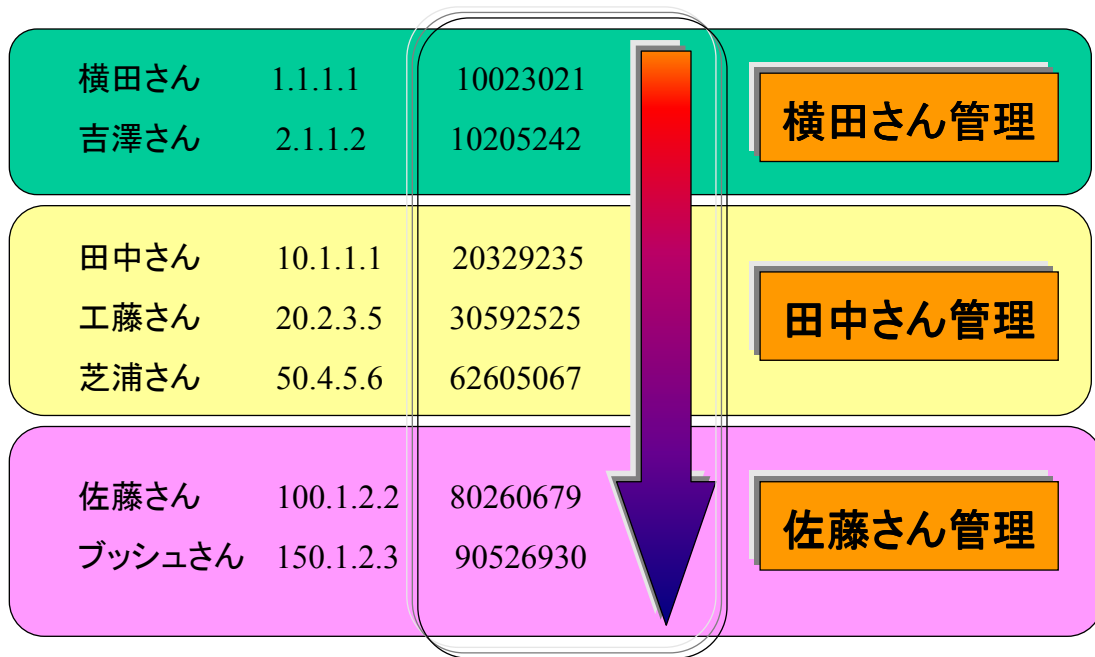 横田さん 1.1.1.1 10023021
吉澤さん 2.1.1.2 10205242
横田さん管理
田中さん 10.1.1.1 20329235
工藤さん 20.2.3.5 30592525
芝浦さん 50.4.5.6 62605067
田中さん管理
佐藤さん 100.1.2.2 80260679
ブッシュさん 150.1.2.3 90526930
佐藤さん管理